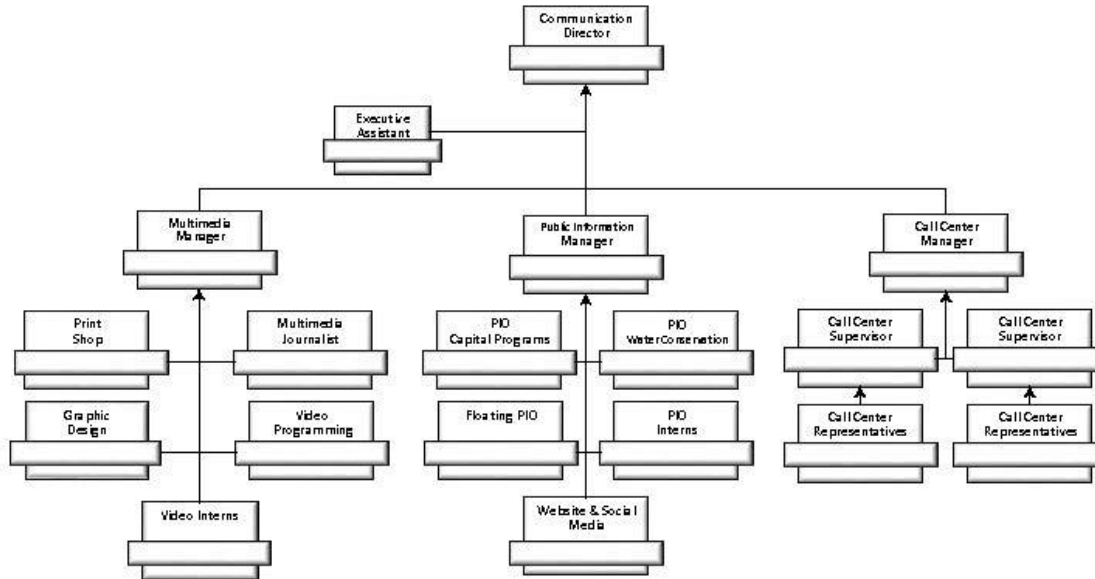 Communication
Director
Executive
Assistant
Multimedia
Manager
Public Information
Manager
Call Center
Manager
Print
Shop
Multimedia
Journalist
PIO
Capital Programs
PIO
Water Conservation
Call Center
Supervisor
Call Center
Supervisor
Graphic
Design
Video
Programming
Floating PIO
PIO
Interns
Call Center
Representatives
Call Center
Representatives
Video Interns
Website & Social
Media